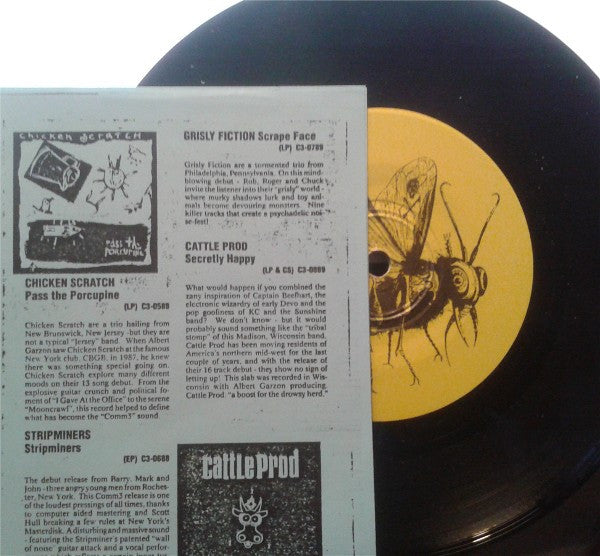 chicken scratch
pass the
PORCUPINE
CHICKEN SCRATCH
Pass the Porcupine
(LP) C3-0588
Chicken Scratch are a trio hailing from
New Brunswick, New Jersey -but they are
not a typical "Jersey" band. When Albert
Garzon saw Chicken Scratch at the famous
New York club, CBGB, in 1987, he knew
there was something special going on.
Chicken Scratch explore many different
moods on their 13 song debut. From the
explosive guitar crunch and political fo-
ment of "I Gave At the Office" to the serene
"Mooncrawl", this record helped to define
what has become the "Comm3" sound.
STRIPMINERS
Stripminers
(EP) C3-0688
The debut release from Barry, Mark and
John -three angry young men from Roches-
ter, New York. This Comm3 release is one
of the loudest pressings of all times, thanks
to computer aided mastering and Scott
Hull breaking a few rules at New York's
Masterdisk. A disturbing and massive sound
- featuring the Stripminer's patented "wall
of noise" guitar attack and a vocal perfor-
GRISLY FICTION Scrape Face
(LP) C3-0789
Grisly Fiction are a tormented trio from
Philadelphia, Pennsylvania. On this mind-
blowing debut - Rob, Roger and Chuck
invite the listener into their "grisly" world -
where murky shadows lurk and toy ani-
mals become devouring monsters. Nine
killer tracks that create a psychadelic noi-
se-fest!
CATTLE PROD
Secretly Happy
(LP & CS) C3-0889
What would happen if you combined the
zany inspiration of Captain Beefheart, the
electronic wizardry of early Devo and the
pop goofiness of KC and the Sunshine
band? We don't know - but it would
probably sound something like the "tribal
stomp" of this Madison, Wisconsin band.
Cattle Prod has been moving residents of
America's northern mid-west for the last
couple of years, and with the release of
their 16 track debut - they show no sign of
letting up! This slab was recorded in Wis-
consin with Albert Garzon producing.
Cattle Prod: "a boost for the drowsy herd."
cattle prod